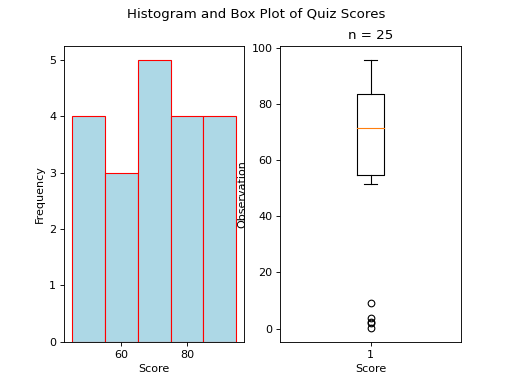 Histogram and Box Plot of Quiz Scores
n = 25
Frequency
5
4
3
2
1
0
60 80
Score
Observation
100
80
60
40
20
0
1
Score